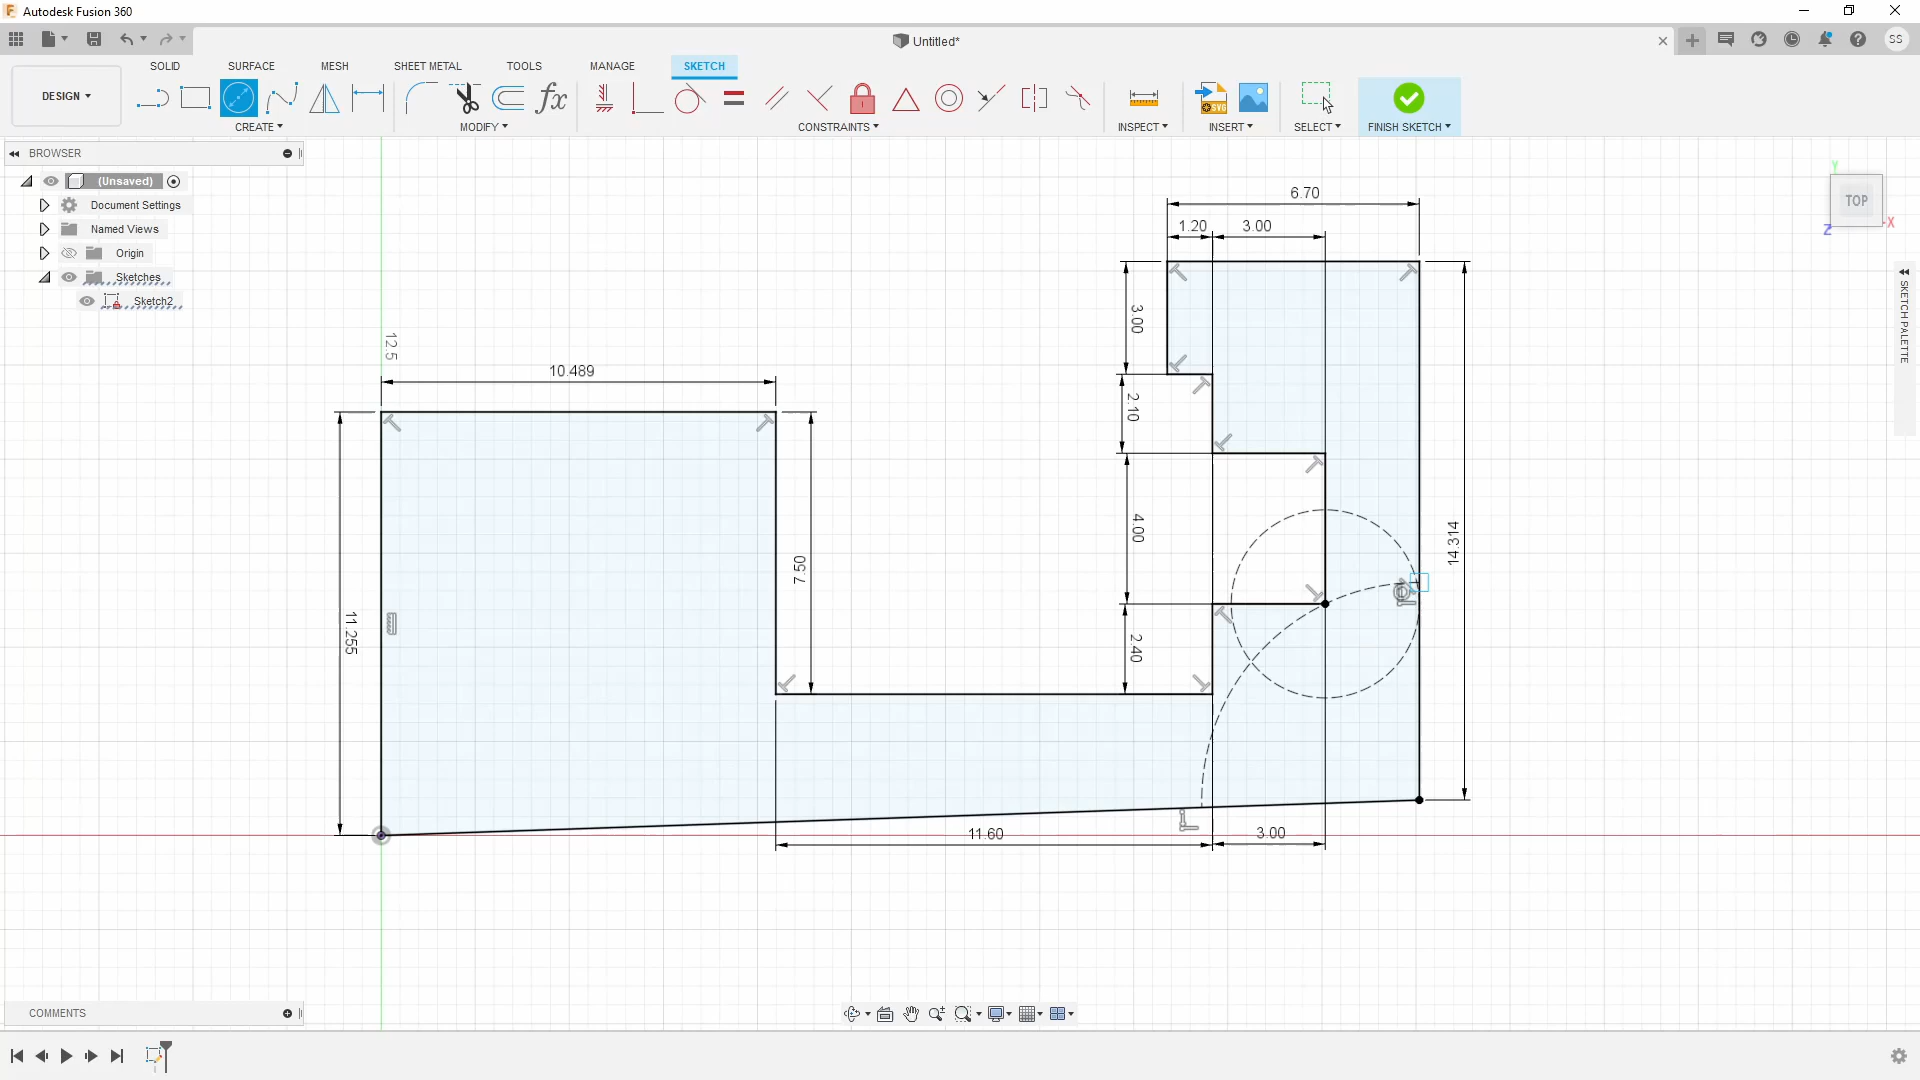 Autodesk Fusion 360
Untitled*
SS
SOLID
SURFACE
MESH
SHEET METAL
TOOLS
MANAGE
SKETCH
DESIGN
fx
SVG
CREATE
MODIFY
CONSTRAINTS
INSPECT
INSERT
SELECT
FINISH SKETCH
BROWSER
(Unsaved)
Document Settings
Named Views
Origin
Sketches
Sketch2
Y
TOP
X
Z
SKETCH PALETTE
6.70
1.20
3.00
3.00
12.5
10.489
2.10
4.00
14.314
7.50
11.255
2.40
11.60
3.00
COMMENTS